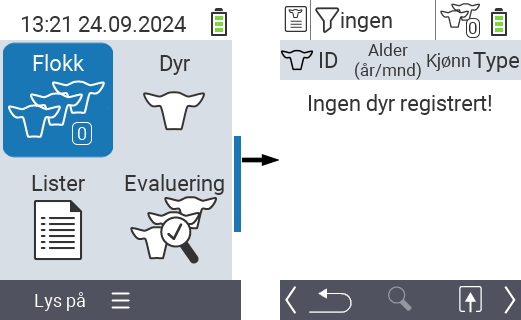 13:21 24.09.2024
Flokk
Dyr
0
Lister
Evaluering
Lys på
ingen
0
ID
Alder
(år/mnd)
Kjønn
Type
Ingen dyr registrert!